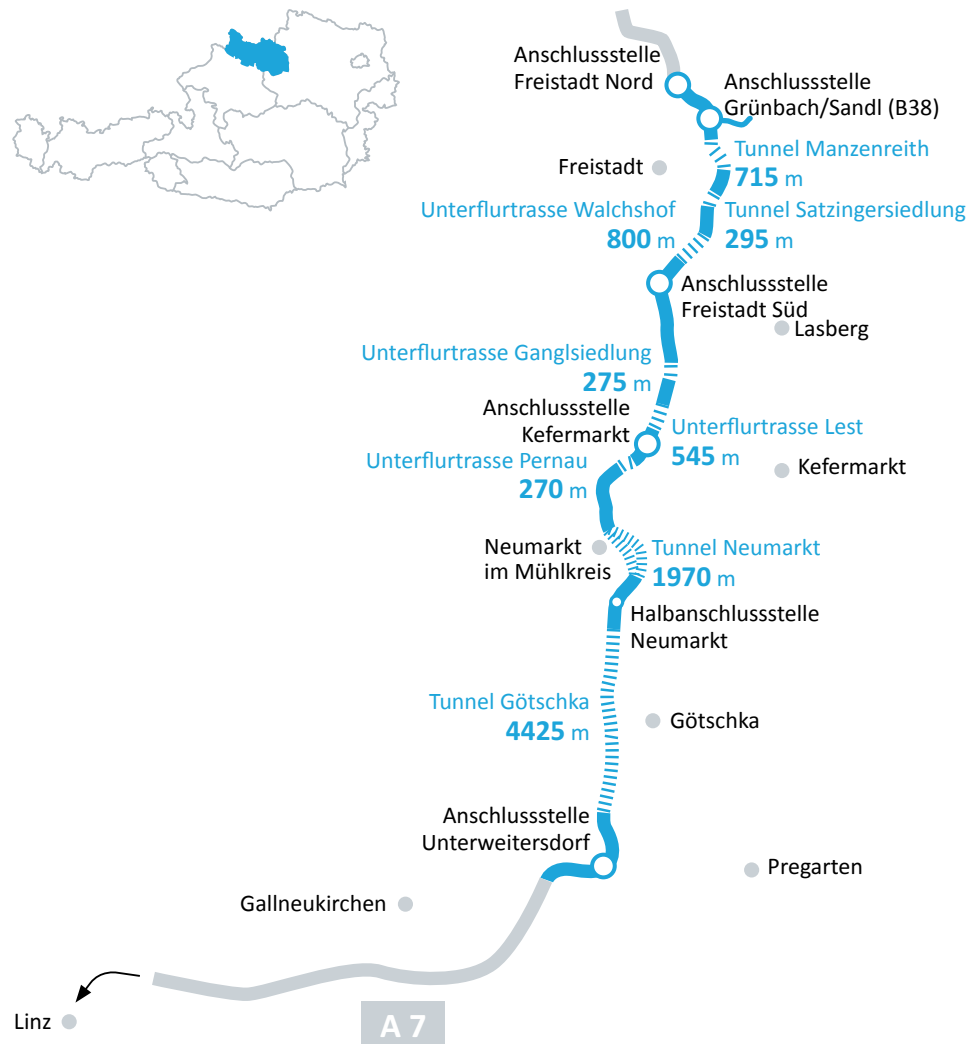 Anschlussstelle
Freistadt Nord
Anschlussstelle
Grünbach/Sandl (B38)
Tunnel Manzenreith
715 m
Freistadt
Unterflurtrasse Walchshof
800 m
Tunnel Satzingersiedlung
295 m
Anschlussstelle
Freistadt Süd
Lasberg
Unterflurtrasse Ganglsiedlung
275 m
Anschlussstelle
Kefermarkt
Unterflurtrasse Lest
545 m
Unterflurtrasse Pernau
270 m
Kefermarkt
Neumarkt
im Mühlkreis
Tunnel Neumarkt
1970 m
Halbanschlussstelle
Neumarkt
Tunnel Götschka
4425 m
Götschka
Anschlussstelle
Unterweitersdorf
Pregarten
Gallneukirchen
Linz
A 7